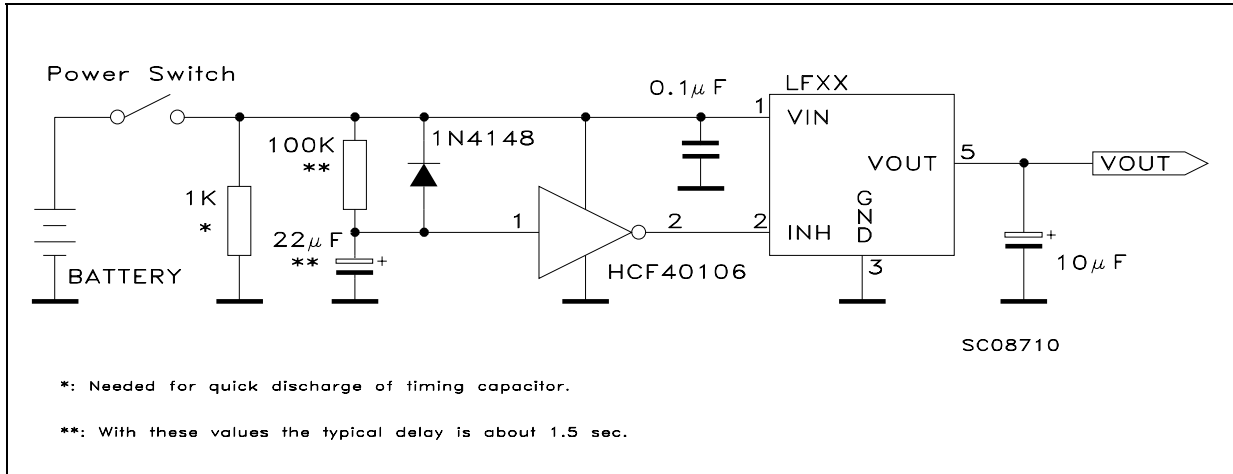 Power Switch
BATTERY
1K
*
100K
**
22μF
**
+
1N4148
1
2
HCF40106
0.1μF
LFXX
1
VIN
2
INH
GND
3
VOUT
5
VOUT
+
10μF
SC08710
*: Needed for quick discharge of timing capacitor.
**: With these values the typical delay is about 1.5 sec.